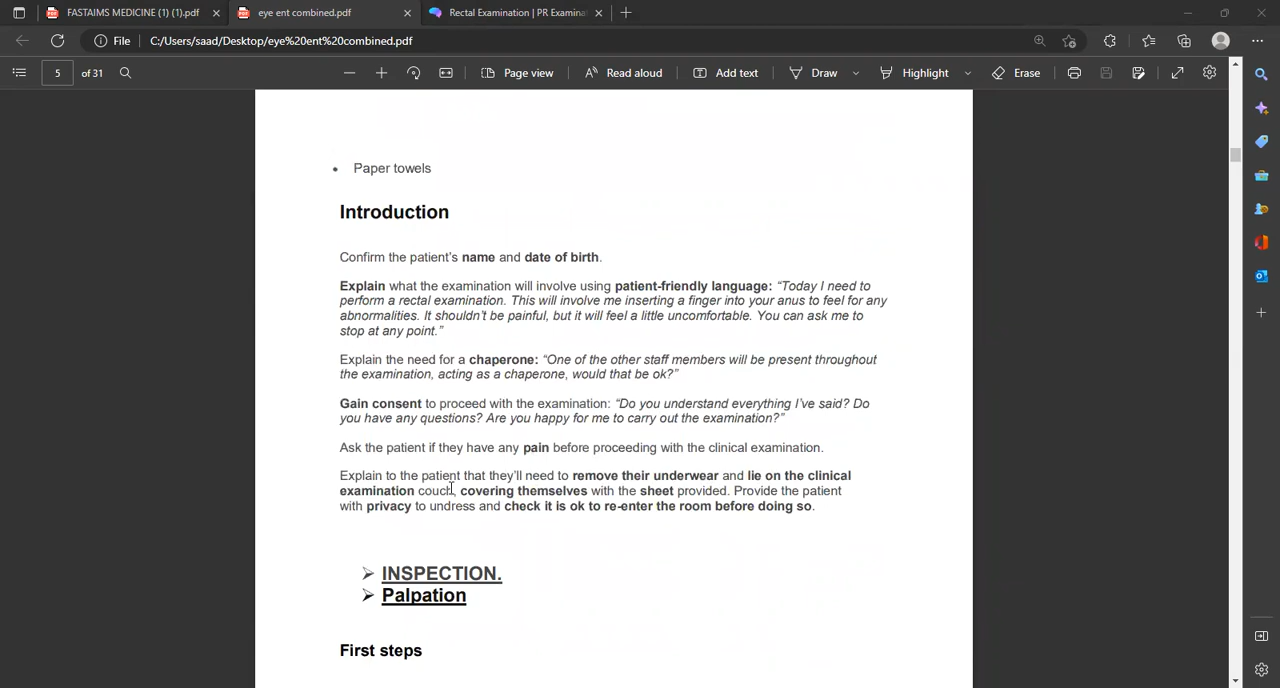 FASTAIMS MEDICINE (1) (1).pdf
eye ent combined.pdf
Rectal Examination | PR Examina
File
C:/Users/saad/Desktop/eye%20ent%20combined.pdf
5 of 31
Page view
Read aloud
Add text
Draw
Highlight
Erase
• Paper towels
Introduction
Confirm the patient's name and date of birth.
Explain what the examination will involve using patient-friendly language: “Today I need to
perform a rectal examination. This will involve me inserting a finger into your anus to feel for any
abnormalities. It shouldn’t be painful, but it will feel a little uncomfortable. You can ask me to
stop at any point.”
Explain the need for a chaperone: “One of the other staff members will be present throughout
the examination, acting as a chaperone, would that be ok?”
Gain consent to proceed with the examination: “Do you understand everything I’ve said? Do
you have any questions? Are you happy for me to carry out the examination?”
Ask the patient if they have any pain before proceeding with the clinical examination.
Explain to the patient that they’ll need to remove their underwear and lie on the clinical
examination couch, covering themselves with the sheet provided. Provide the patient
with privacy to undress and check it is ok to re-enter the room before doing so.
➢ INSPECTION.
➢ Palpation
First steps